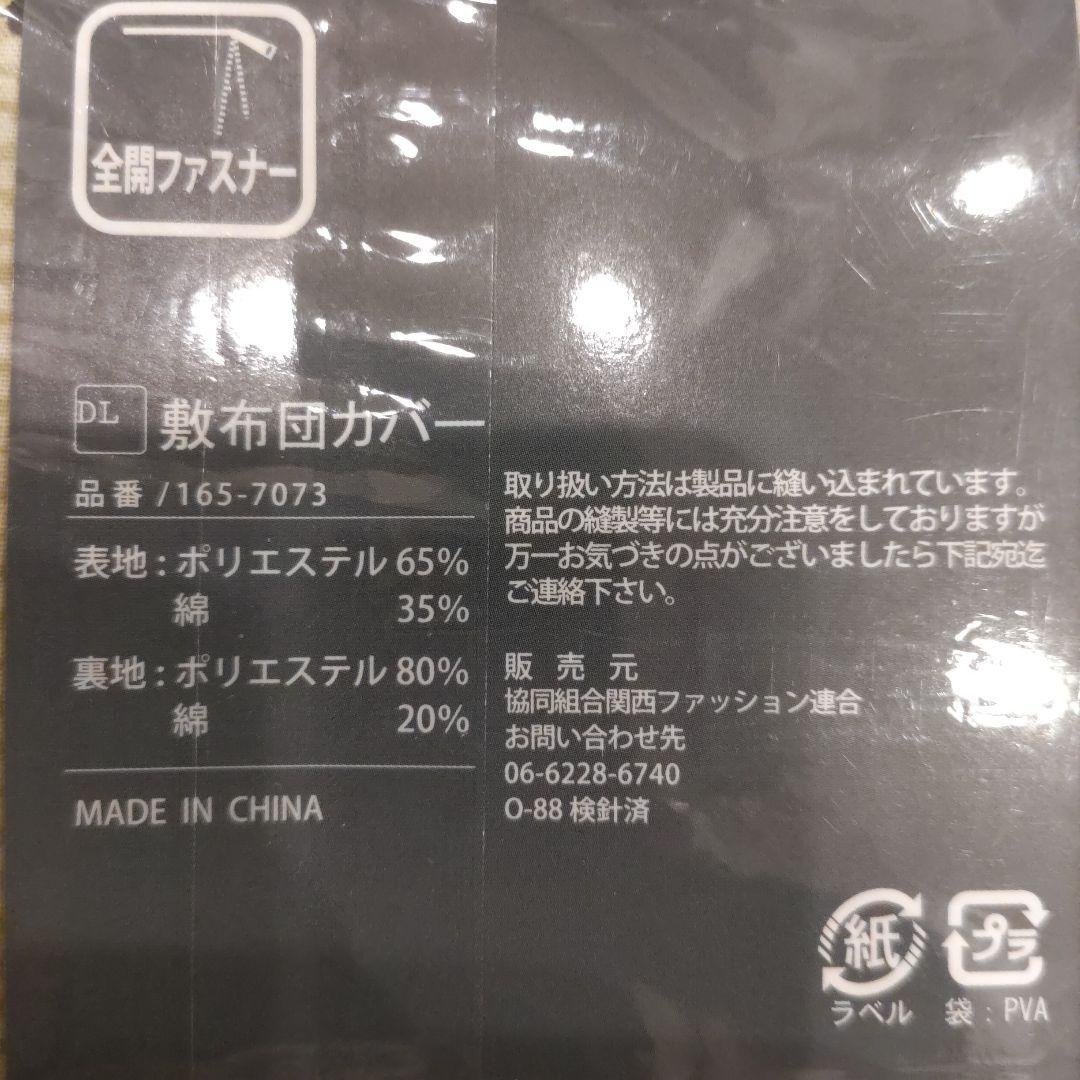 全開ファスナー
DL 敷布団カバー
品番/165-7073
表地:ポリエステル 65%
綿 35%
裏地:ポリエステル 80%
綿 20%
MADE IN CHINA
取り扱い方法は製品に縫い込まれています。
商品の縫製等には充分注意をしておりますが
万一お気づきの点がございましたら下記宛迄
ご連絡下さい。
販売元
協同組合関西ファッション連合
お問い合わせ先
06-6228-6740
O-88 検針済
紙 プラ
ラベル 袋:PVA